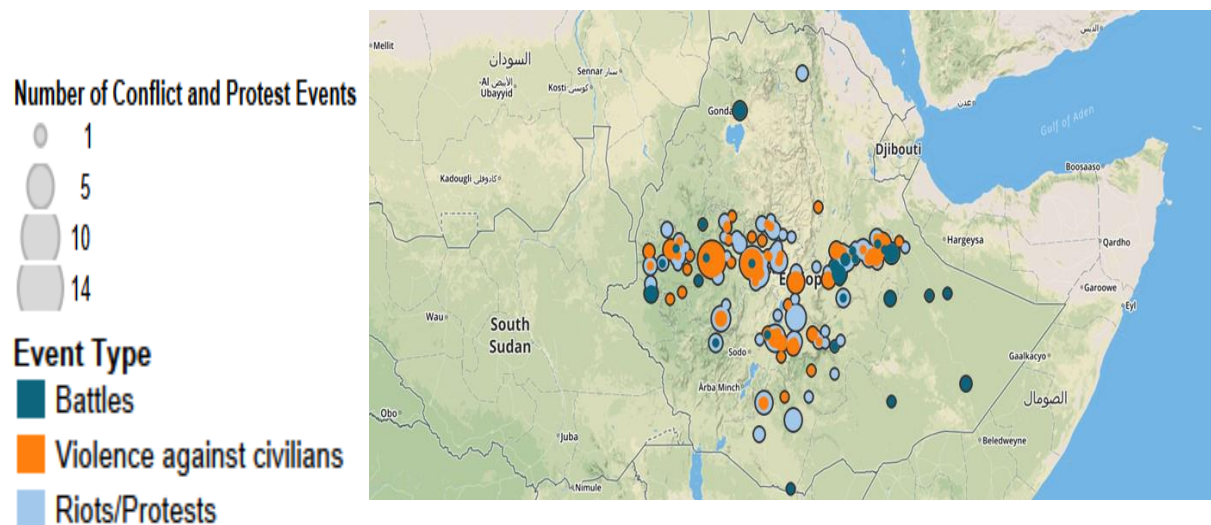 Number of Conflict and Protest Events
1
5
10
14
Event Type
Battles
Violence against civilians
Riots/Protests
Mellit
السودان
الأبيض Al-
Ubayyid
Sennar سنار
Kosti كوستي
Gonda
Kadougli كادوقلي
Djibouti
عدن
الديس
Gulf of Aden
Boosaaso
Hargeysa
Qardho
Garoowe
Eyl
E op
Wau
South
Sudan
Sodo
Arba Minch
Gaalkacyo
الصومال
Obo
Juba
Beledweyne
Nimule